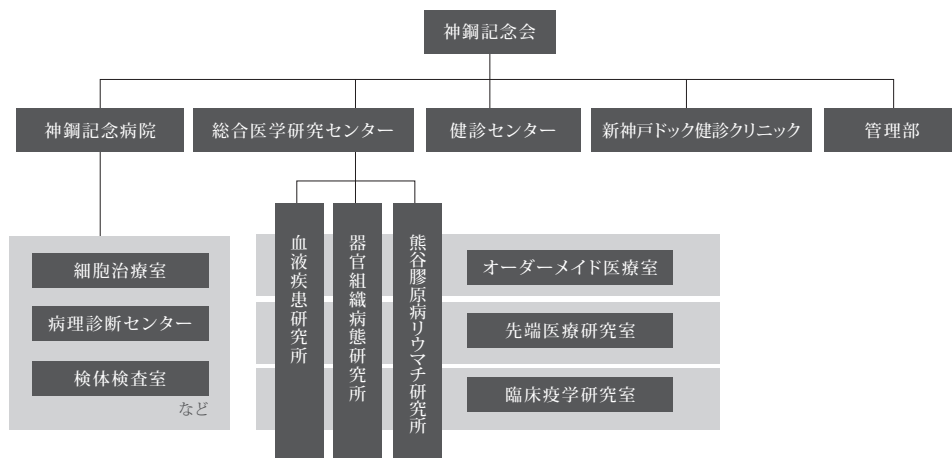 神鋼記念会
神鋼記念病院
総合医学研究センター
健診センター
新神戸ドック健診クリニック
管理部
細胞治療室
病理診断センター
検体検査室
など
血液疾患研究所
器官組織病態研究所
熊谷膠原病リウマチ研究所
オーダーメイド医療室
先端医療研究室
臨床疫学研究室